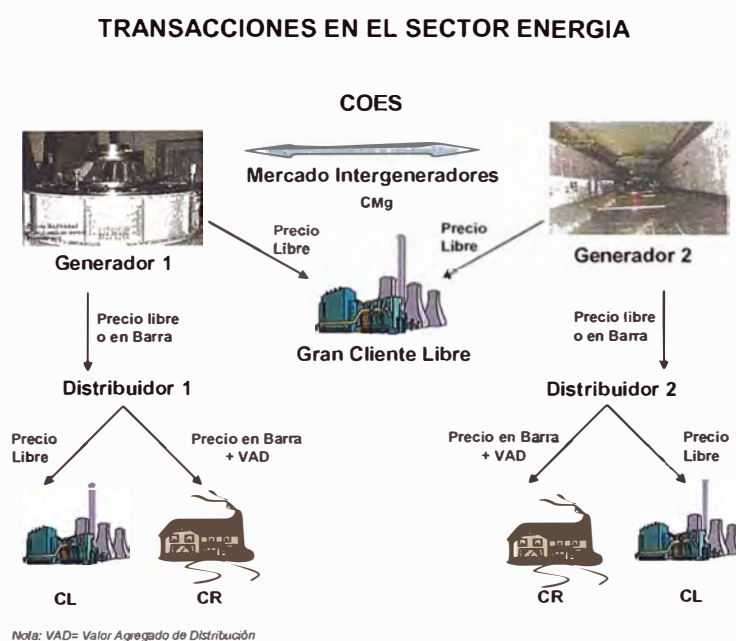 TRANSACCIONES EN EL SECTOR ENERGIA
COES
Mercado Intergeneradores
CMg
Precio
Libre
Precio
Libre
Generador 1
Generador 2
Precio libre
o en Barra
Gran Cliente Libre
Precio libre
o en Barra
Distribuidor 1
Distribuidor 2
Precio
Libre
Precio en Barra
+ VAD
Precio en Barra
+ VAD
Precio
Libre
CL
CR
CR
CL
Nota: VAD= Valor Agregado de Distribución